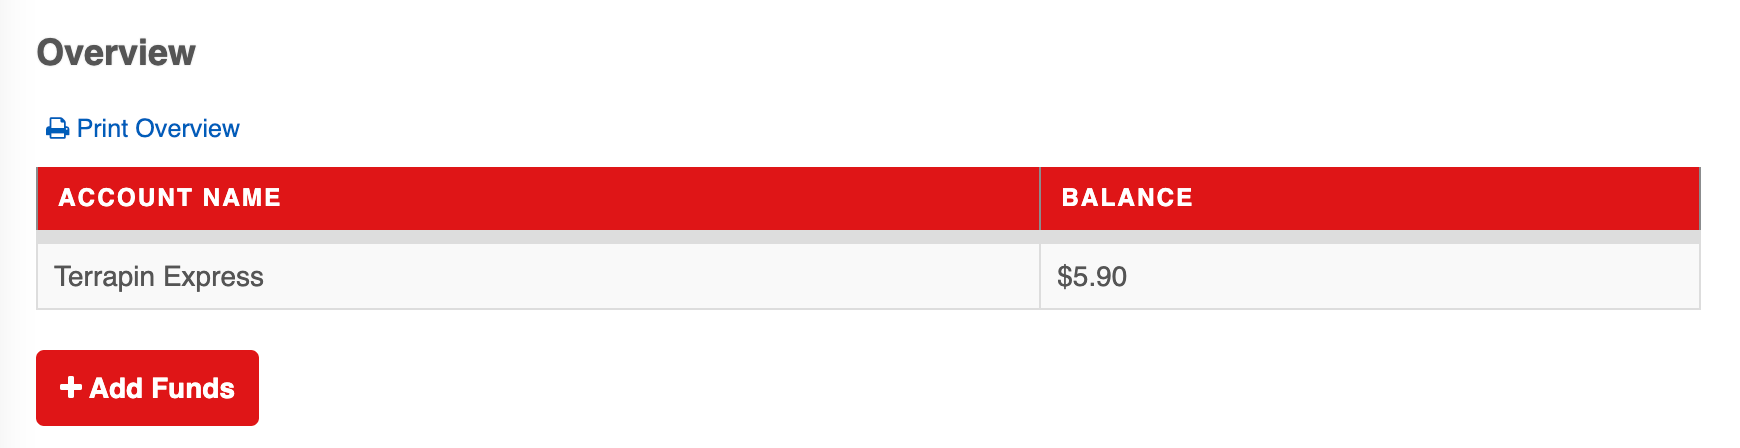 Overview
Print Overview
ACCOUNT NAME BALANCE
Terrapin Express $5.90
Add Funds